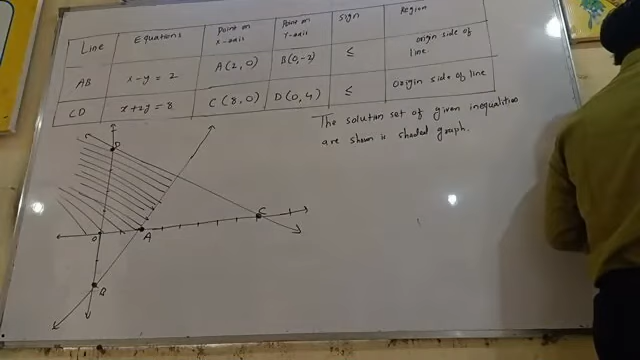 Line Equations Point on x-axis Point on Y-axis Sign Region
AB x-y = 2 A(2,0) B(0,-2) ≤ origin side of line.
CD x+2y = 8 C(8,0) D(0,4) ≤ Origin side of line
The solution set of given inequalities
are shown is shaded graph.
D
C
O
A
B